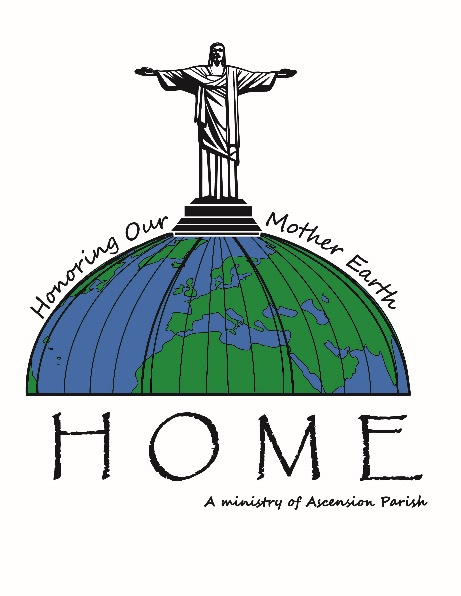 Honoring Our Mother Earth
HOME
A ministry of Ascension Parish